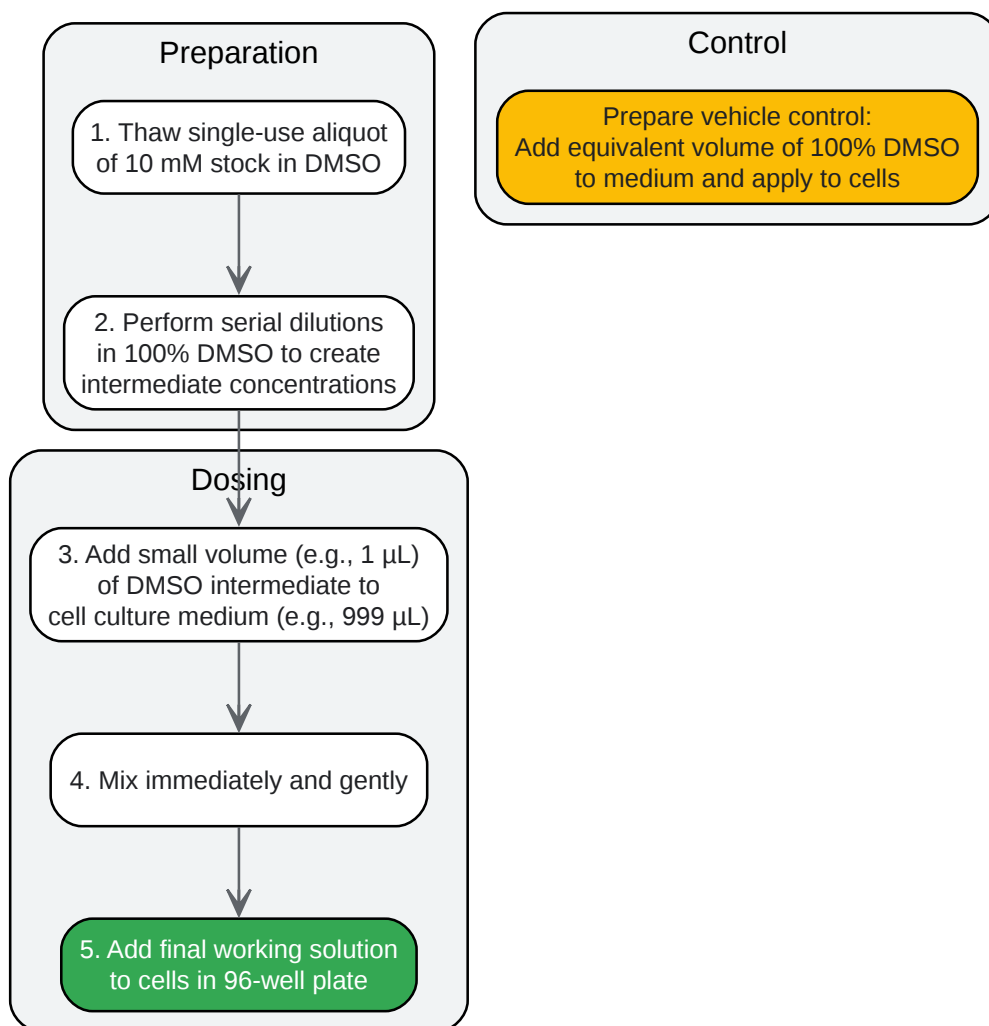 Preparation
1. Thaw single-use aliquot
of 10 mM stock in DMSO
2. Perform serial dilutions
in 100% DMSO to create
intermediate concentrations
Dosing
3. Add small volume (e.g., 1 µL)
of DMSO intermediate to
cell culture medium (e.g., 999 µL)
4. Mix immediately and gently
5. Add final working solution
to cells in 96-well plate
Control
Prepare vehicle control:
Add equivalent volume of 100% DMSO
to medium and apply to cells